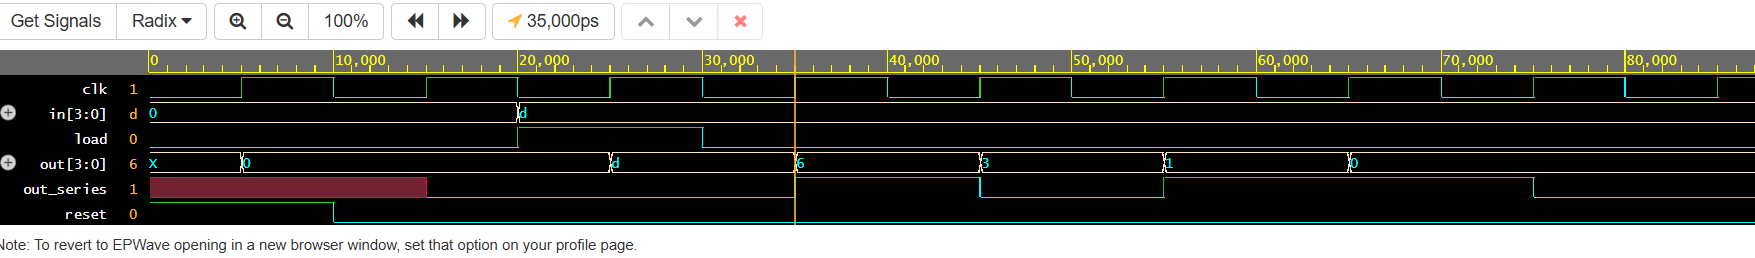 Get Signals Radix 100% 35,000ps
0 10,000 20,000 30,000 40,000 50,000 60,000 70,000 80,000
clk 1
in[3:0] d 0 d
load 0
out[3:0] 6 X 0 d 6 3 1 0
out_series 1
reset 0
Note: To revert to EPWave opening in a new browser window, set that option on your profile page.